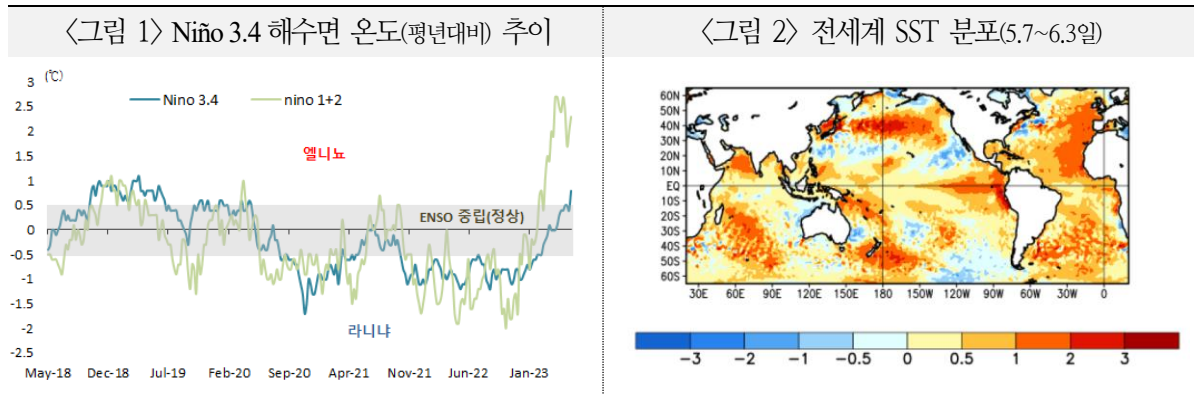 〈그림 1〉 Niño 3.4 해수면 온도(평년대비) 추이
3 (℃)
2.5
2
1.5
1
0.5
0
-0.5
-1
-1.5
-2
-2.5
Nino 3.4
nino 1+2
엘니뇨
ENSO 중립(정상)
라니냐
May-18 Dec-18 Jul-19 Feb-20 Sep-20 Apr-21 Nov-21 Jun-22 Jan-23
〈그림 2〉 전세계 SST 분포(5.7~6.3일)
60N
50N
40N
30N
20N
10N
EQ
10S
20S
30S
40S
50S
60S
30E 60E 90E 120E 150E 180 150W 120W 90W 60W 30W 0
-3 -2 -1 -0.5 0 0.5 1 2 3